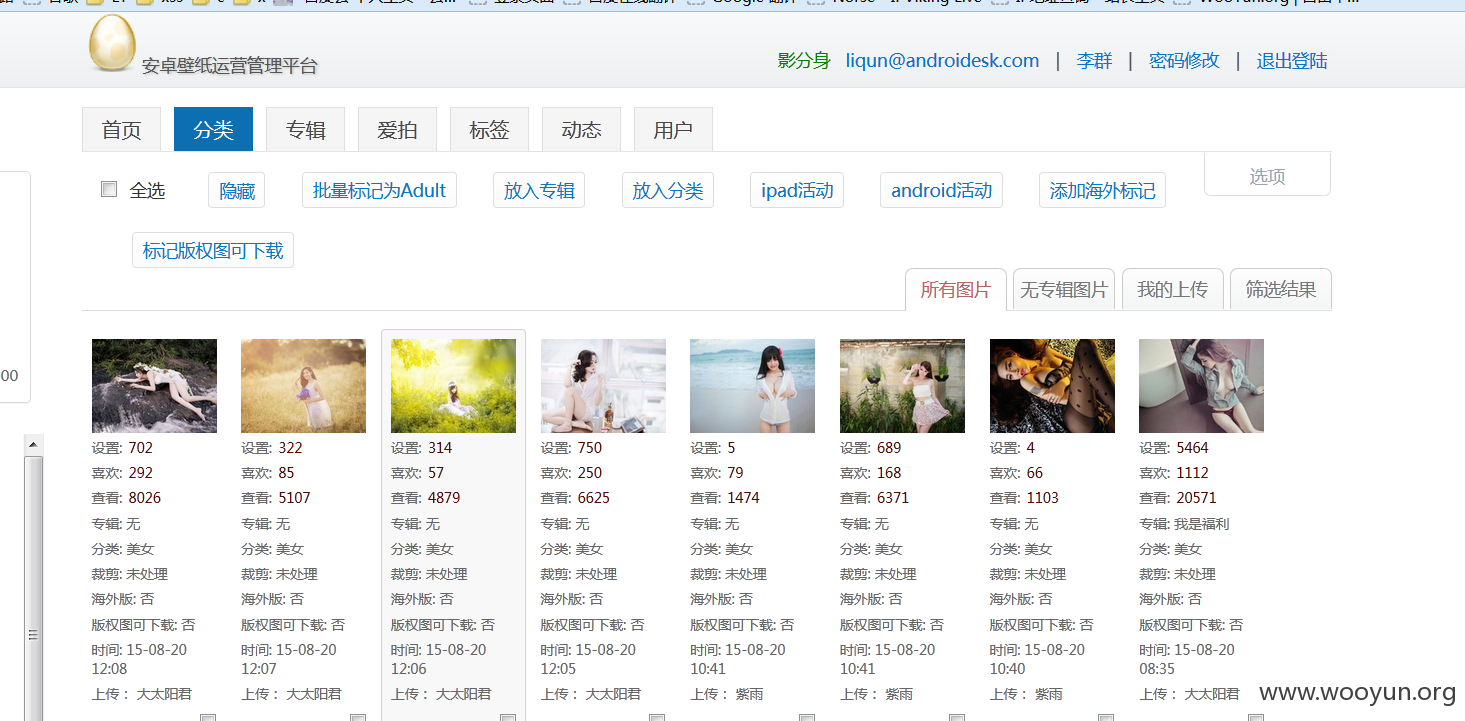 安卓壁纸运营管理平台
影分身 liqun@androidesk.com | 李群 | 密码修改 | 退出登陆
首页 分类 专辑 爱拍 标签 动态 用户
全选 隐藏 批量标记为Adult 放入专辑 放入分类 ipad活动 android活动 添加海外标记 选项
标记版权图可下载
所有图片 无专辑图片 我的上传 筛选结果
00
设置: 702 设置: 322 设置: 314 设置: 750 设置: 5 设置: 689 设置: 4 设置: 5464
喜欢: 292 喜欢: 85 喜欢: 57 喜欢: 250 喜欢: 79 喜欢: 168 喜欢: 66 喜欢: 1112
查看: 8026 查看: 5107 查看: 4879 查看: 6625 查看: 1474 查看: 6371 查看: 1103 查看: 20571
专辑: 无 专辑: 无 专辑: 无 专辑: 无 专辑: 无 专辑: 无 专辑: 无 专辑: 我是福利
分类: 美女 分类: 美女 分类: 美女 分类: 美女 分类: 美女 分类: 美女 分类: 美女 分类: 美女
裁剪: 未处理 裁剪: 未处理 裁剪: 未处理 裁剪: 未处理 裁剪: 未处理 裁剪: 未处理 裁剪: 未处理 裁剪: 未处理
海外版: 否 海外版: 否 海外版: 否 海外版: 否 海外版: 否 海外版: 否 海外版: 否 海外版: 否
版权图可下载: 否 版权图可下载: 否 版权图可下载: 否 版权图可下载: 否 版权图可下载: 否 版权图可下载: 否 版权图可下载: 否 版权图可下载: 否
时间: 15-08-20 时间: 15-08-20 时间: 15-08-20 时间: 15-08-20 时间: 15-08-20 时间: 15-08-20 时间: 15-08-20 时间: 15-08-20
12:08 12:07 12:06 12:05 10:41 10:41 10:40 08:35
上传： 大太阳君 上传： 大太阳君 上传： 大太阳君 上传： 大太阳君 上传： 紫雨 上传： 紫雨 上传： 紫雨 上传： 大太阳君
www.wooyun.org